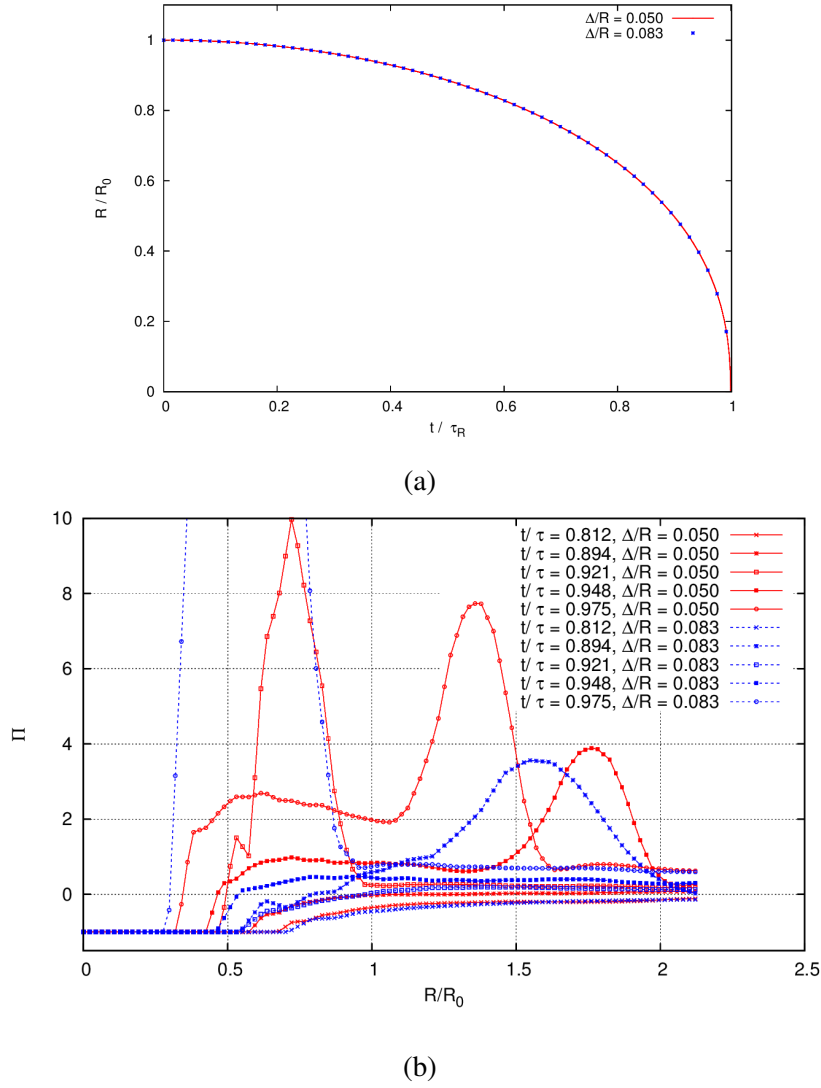 Δ/R = 0.050
Δ/R = 0.083
1
0.8
0.6
0.4
0.2
0
R / R0
0 0.2 0.4 0.6 0.8 1
t / τR
(a)
10
8
6
4
2
0
Π
t/ τ = 0.812, Δ/R = 0.050
t/ τ = 0.894, Δ/R = 0.050
t/ τ = 0.921, Δ/R = 0.050
t/ τ = 0.948, Δ/R = 0.050
t/ τ = 0.975, Δ/R = 0.050
t/ τ = 0.812, Δ/R = 0.083
t/ τ = 0.894, Δ/R = 0.083
t/ τ = 0.921, Δ/R = 0.083
t/ τ = 0.948, Δ/R = 0.083
t/ τ = 0.975, Δ/R = 0.083
0 0.5 1 1.5 2 2.5
R/R0
(b)